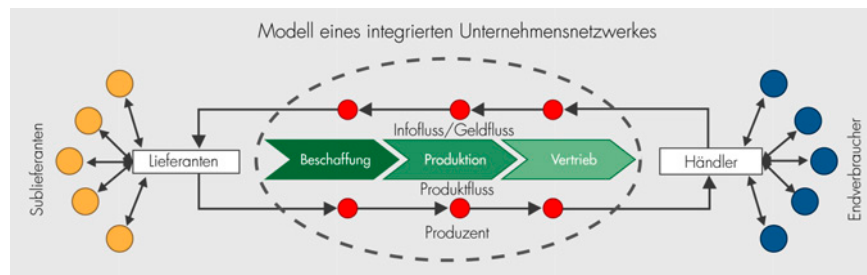 Modell eines integrierten Unternehmensnetzwerkes
Sublieferanten
Lieferanten
Infofluss/Geldfluss
Beschaffung
Produktion
Vertrieb
Produktfluss
Produzent
Händler
Endverbraucher